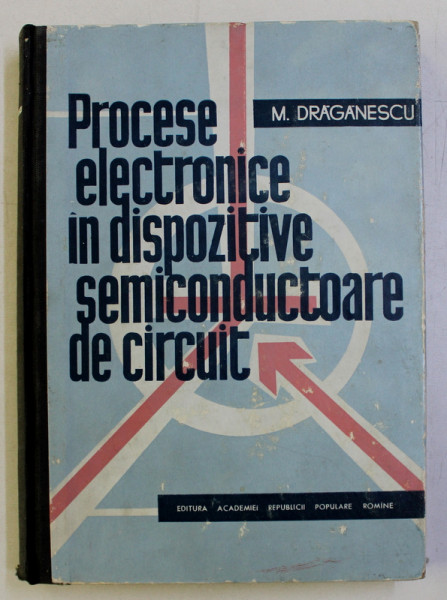 Procese
M. DRĂGĂNESCU
electronice
în dispozitive
semiconductoare
de circuit
EDITURA ACADEMIEI REPUBLICII POPULARE ROMÎNE